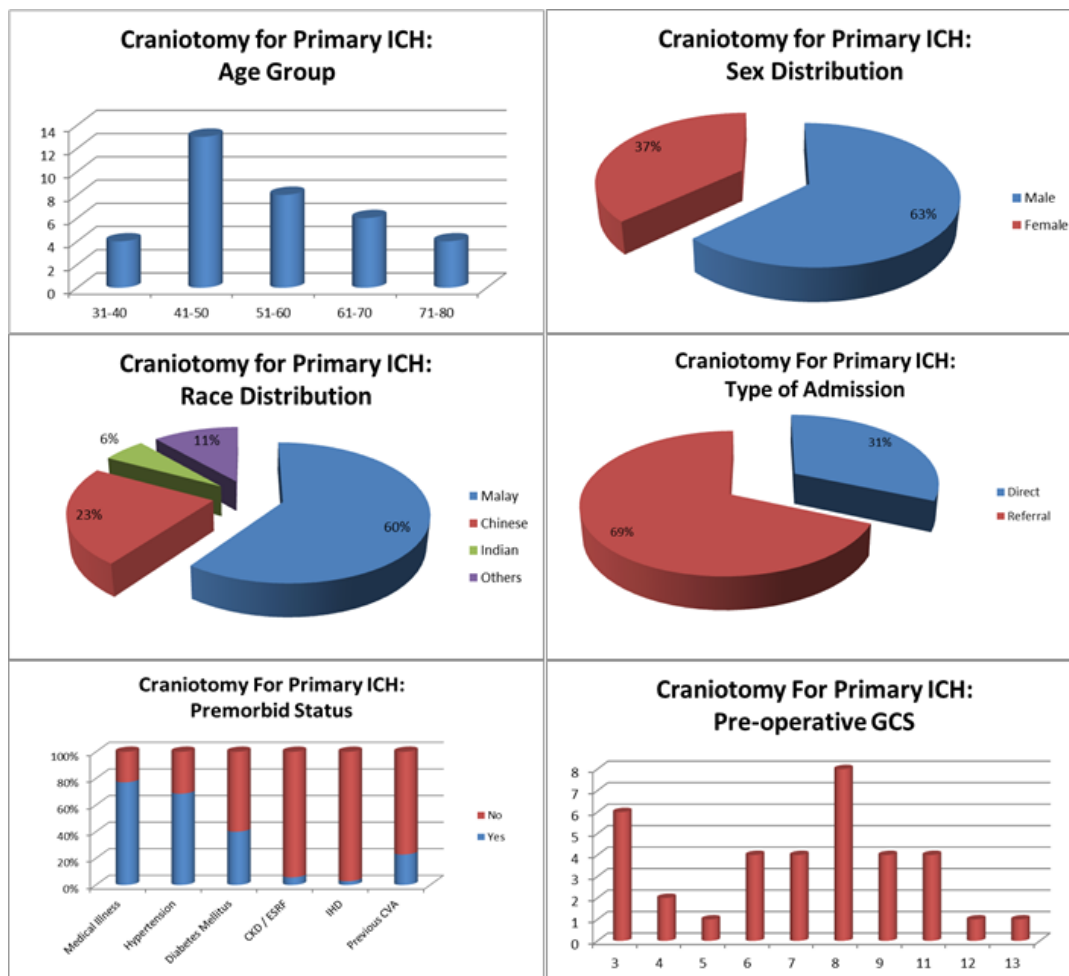 Craniotomy for Primary ICH:
Age Group
14
12
10
8
6
4
2
0
31-40 41-50 51-60 61-70 71-80
Craniotomy for Primary ICH:
Sex Distribution
37%
63%
Male
Female
Craniotomy for Primary ICH:
Race Distribution
6%
11%
23%
60%
Malay
Chinese
Indian
Others
Craniotomy For Primary ICH:
Type of Admission
31%
69%
Direct
Referral
Craniotomy For Primary ICH:
Premorbid Status
100%
80%
60%
40%
20%
0%
Medical Illness
Hypertension
Diabetes Mellitus
CKD / ESRF
IHD
Previous CVA
No
Yes
Craniotomy For Primary ICH:
Pre-operative GCS
8
7
6
5
4
3
2
1
0
3 4 5 6 7 8 9 11 12 13